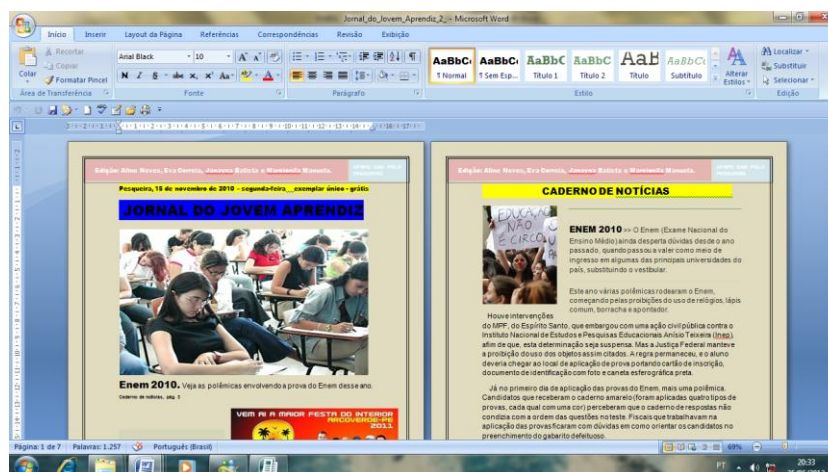 Jornal_do_Jovem_Aprendiz_2_ - Microsoft Word
Início Inserir Layout da Página Referências Correspondências Revisão Exibição
Recortar
Copiar
Colar
Formatar Pincel
Área de Transferência
Arial Black 10
Fonte
Parágrafo
AaBbCc AaBbCc AaBbC AaBbC AaB AaBbCc
¶ Normal ¶ Sem Esp... Título 1 Título 2 Título Subtítulo
Alterar Estilos
Estilo
Localizar
Substituir
Selecionar
Edição
Edição: Aline Neves, Eva Correia, Batista e Manuela.
Pesqueira, 15 de novembro de 2010 - segunda-feira__exemplar único - grátis
JORNAL DO JOVEM APRENDIZ
Enem 2010. Veja as polêmicas envolvendo a prova do Enem desse ano.
Caderno de notícias, pág. 2
VEM AI A MAIOR FESTA DO INTERIOR
ARCOVERDE-PE
2011
Edição: Aline Neves, Eva Correia, Batista e Manuela.
CADERNO DE NOTÍCIAS
EDUCAÇÃO
NÃO
É CIRCO
ENEM 2010 >> O Enem (Exame Nacional do
Ensino Médio) ainda desperta dúvidas desde o ano
passado, quando passou a valer como meio de
ingresso em algumas das principais universidades do
país, substituindo o vestibular.
Este ano várias polêmicas rodearam o Enem,
começando pelas proibições do uso de relógios, lápis
comum, borracha e apontador.
Houve intervenções
do MPF, do Espírito Santo, que embargou com uma ação civil pública contra o
Instituto Nacional de Estudos e Pesquisas Educacionais Anísio Teixeira (Inep),
afim de que, esta determinação seja suspensa. Mas a Justiça Federal manteve
a proibição do uso dos objetos assim citados. A regra permaneceu, e o aluno
deveria chegar ao local de aplicação de prova portando cartão de inscrição,
documento de identificação com foto e caneta esferográfica preta.
Já no primeiro dia de aplicação das provas do Enem, mais uma polêmica.
Candidatos que receberam o caderno amarelo (foram aplicadas quatro tipos de
provas, cada qual com uma cor) perceberam que o caderno de respostas não
condizia com a ordem das questões no teste. Fiscais que trabalhavam na
aplicação das provas ficaram com dúvidas em como orientar os candidatos no
preenchimento do gabarito defeituoso.
Página: 1 de 7 Palavras: 1.257 Português (Brasil) 69%
PT 20:33